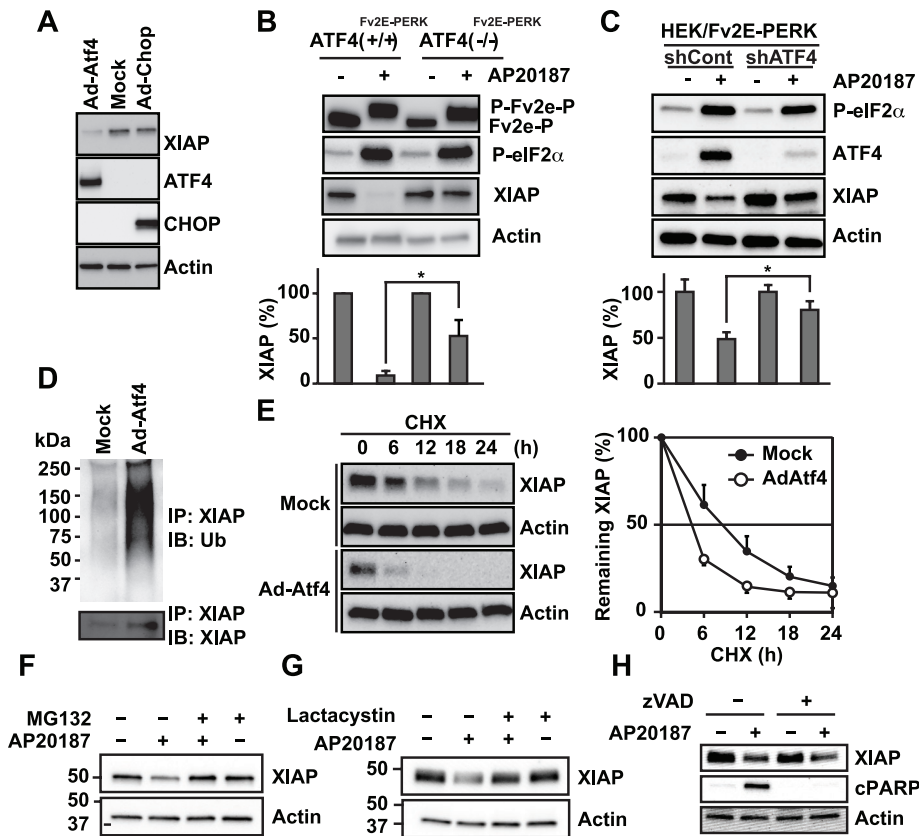 A
Ad-Atf4
Mock
Ad-Chop
XIAP
ATF4
CHOP
Actin
B
Fv2E-PERK Fv2E-PERK
ATF4(+/+) ATF4(-/-)
- + - + AP20187
P-Fv2e-P
Fv2e-P
P-eIF2α
XIAP
Actin
XIAP (%)
100
50
0
*
C
HEK/Fv2E-PERK
shCont shATF4
- + - + AP20187
P-eIF2α
ATF4
XIAP
Actin
XIAP (%)
100
50
0
*
D
kDa
Mock
Ad-Atf4
250
150
100
75
50
37
IP: XIAP
IB: Ub
IP: XIAP
IB: XIAP
E
CHX
0 6 12 18 24 (h)
Mock
XIAP
Actin
Ad-Atf4
XIAP
Actin
Remaining XIAP (%)
100
50
0
Mock
AdAtf4
0 6 12 18 24
CHX (h)
F
MG132 - - + +
AP20187 - + + -
50
XIAP
50
37
Actin
G
Lactacystin - - + +
AP20187 - + + -
50
XIAP
50
37
Actin
H
zVAD
- +
AP20187 - + - +
XIAP
cPARP
Actin